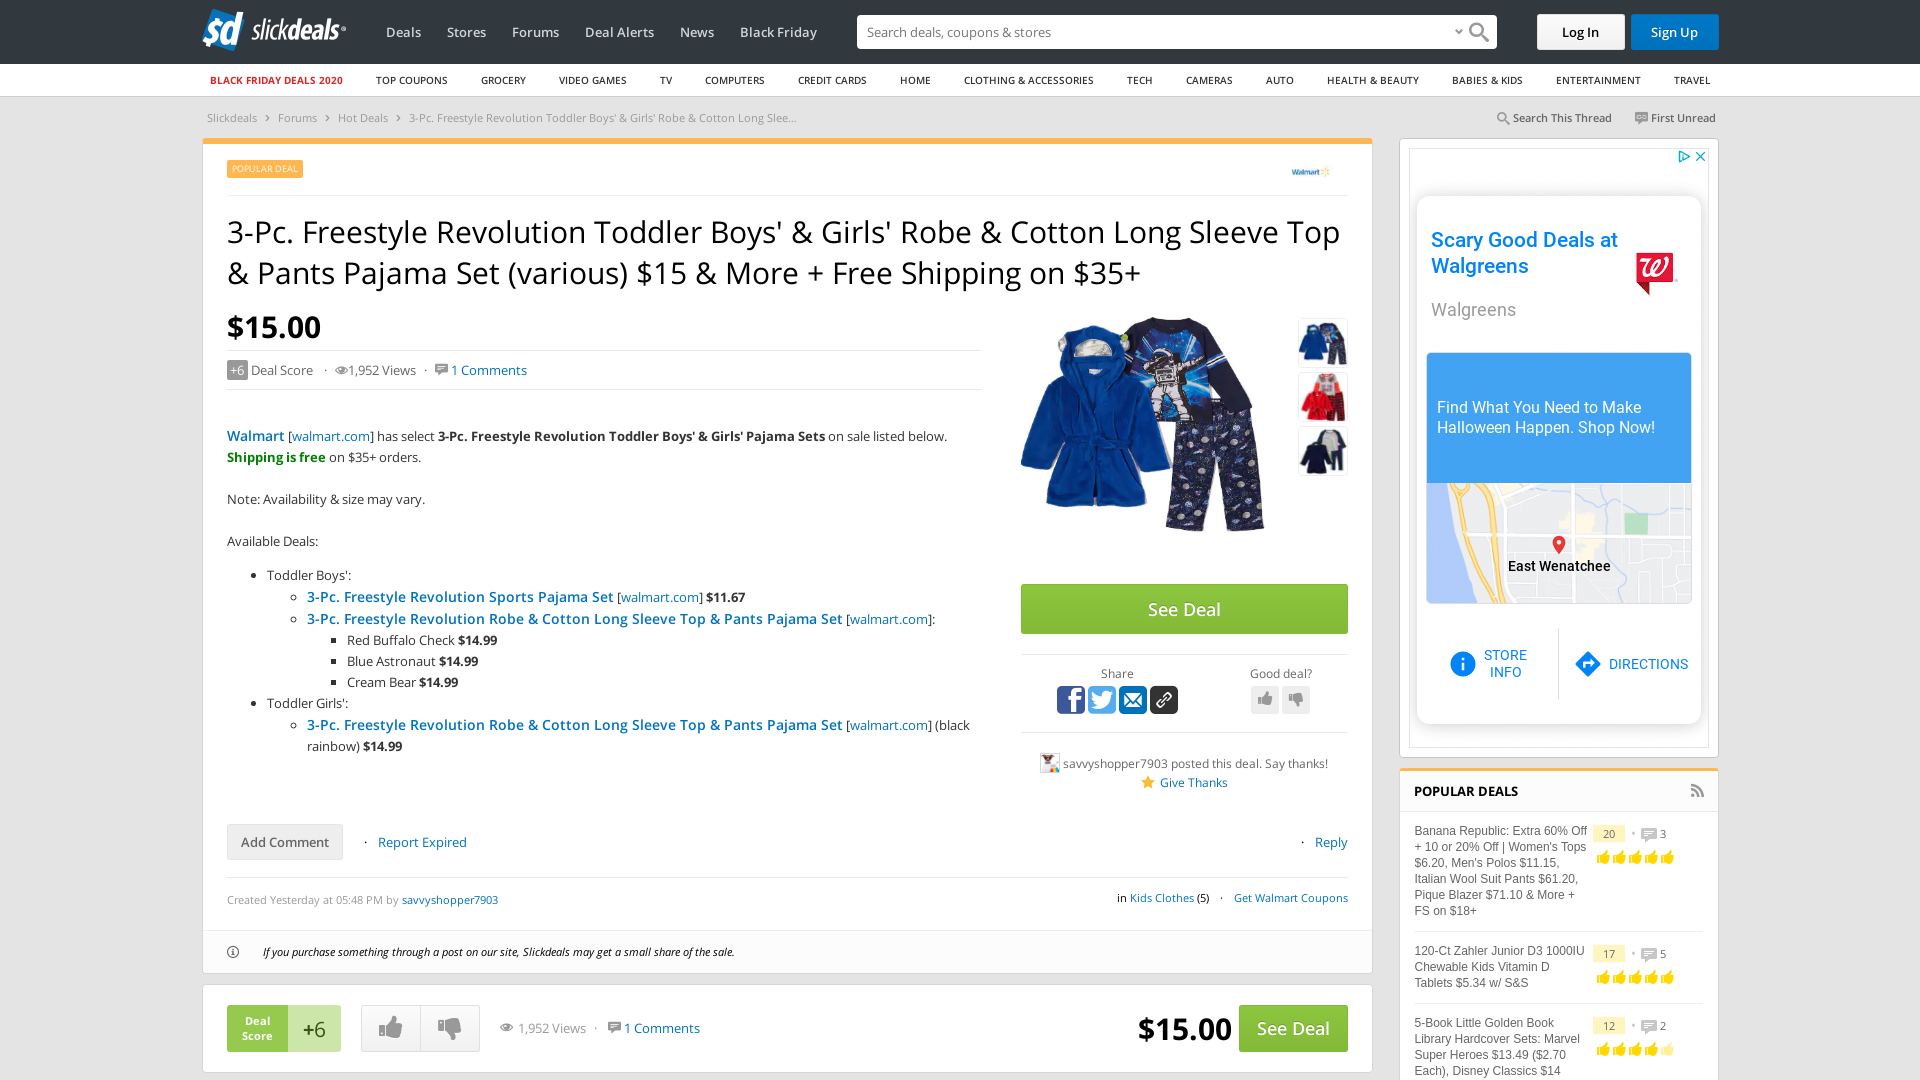 slickdeals
Deals Stores Forums Deal Alerts News Black Friday
Search deals, coupons & stores
Log In
Sign Up
BLACK FRIDAY DEALS 2020 TOP COUPONS GROCERY VIDEO GAMES TV COMPUTERS CREDIT CARDS HOME CLOTHING & ACCESSORIES TECH CAMERAS AUTO HEALTH & BEAUTY BABIES & KIDS ENTERTAINMENT TRAVEL
Slickdeals › Forums › Hot Deals › 3-Pc. Freestyle Revolution Toddler Boys' & Girls' Robe & Cotton Long Slee...
Search This Thread
First Unread
POPULAR DEAL
Walmart
3-Pc. Freestyle Revolution Toddler Boys' & Girls' Robe & Cotton Long Sleeve Top
& Pants Pajama Set (various) $15 & More + Free Shipping on $35+
$15.00
+6 Deal Score · 1,952 Views · 1 Comments
Walmart [walmart.com] has select 3-Pc. Freestyle Revolution Toddler Boys' & Girls' Pajama Sets on sale listed below.
Shipping is free on $35+ orders.
Note: Availability & size may vary.
Available Deals:
Toddler Boys':
3-Pc. Freestyle Revolution Sports Pajama Set [walmart.com] $11.67
3-Pc. Freestyle Revolution Robe & Cotton Long Sleeve Top & Pants Pajama Set [walmart.com]:
Red Buffalo Check $14.99
Blue Astronaut $14.99
Cream Bear $14.99
Toddler Girls':
3-Pc. Freestyle Revolution Robe & Cotton Long Sleeve Top & Pants Pajama Set [walmart.com] (black
rainbow) $14.99
See Deal
Share
Good deal?
savvyshopper7903 posted this deal. Say thanks!
Give Thanks
Add Comment · Report Expired
· Reply
Created Yesterday at 05:48 PM by savvyshopper7903
in Kids Clothes (5) · Get Walmart Coupons
If you purchase something through a post on our site, Slickdeals may get a small share of the sale.
Deal
Score
+6
1,952 Views · 1 Comments
$15.00
See Deal
Scary Good Deals at
Walgreens
Walgreens
Find What You Need to Make
Halloween Happen. Shop Now!
East Wenatchee
STORE
INFO
DIRECTIONS
POPULAR DEALS
Banana Republic: Extra 60% Off
+ 10 or 20% Off | Women's Tops
$6.20, Men's Polos $11.15,
Italian Wool Suit Pants $61.20,
Pique Blazer $71.10 & More +
FS on $18+
20 • 3
120-Ct Zahler Junior D3 1000IU
Chewable Kids Vitamin D
Tablets $5.34 w/ S&S
17 • 5
5-Book Little Golden Book
Library Hardcover Sets: Marvel
Super Heroes $13.49 ($2.70
Each), Disney Classics $14
12 • 2